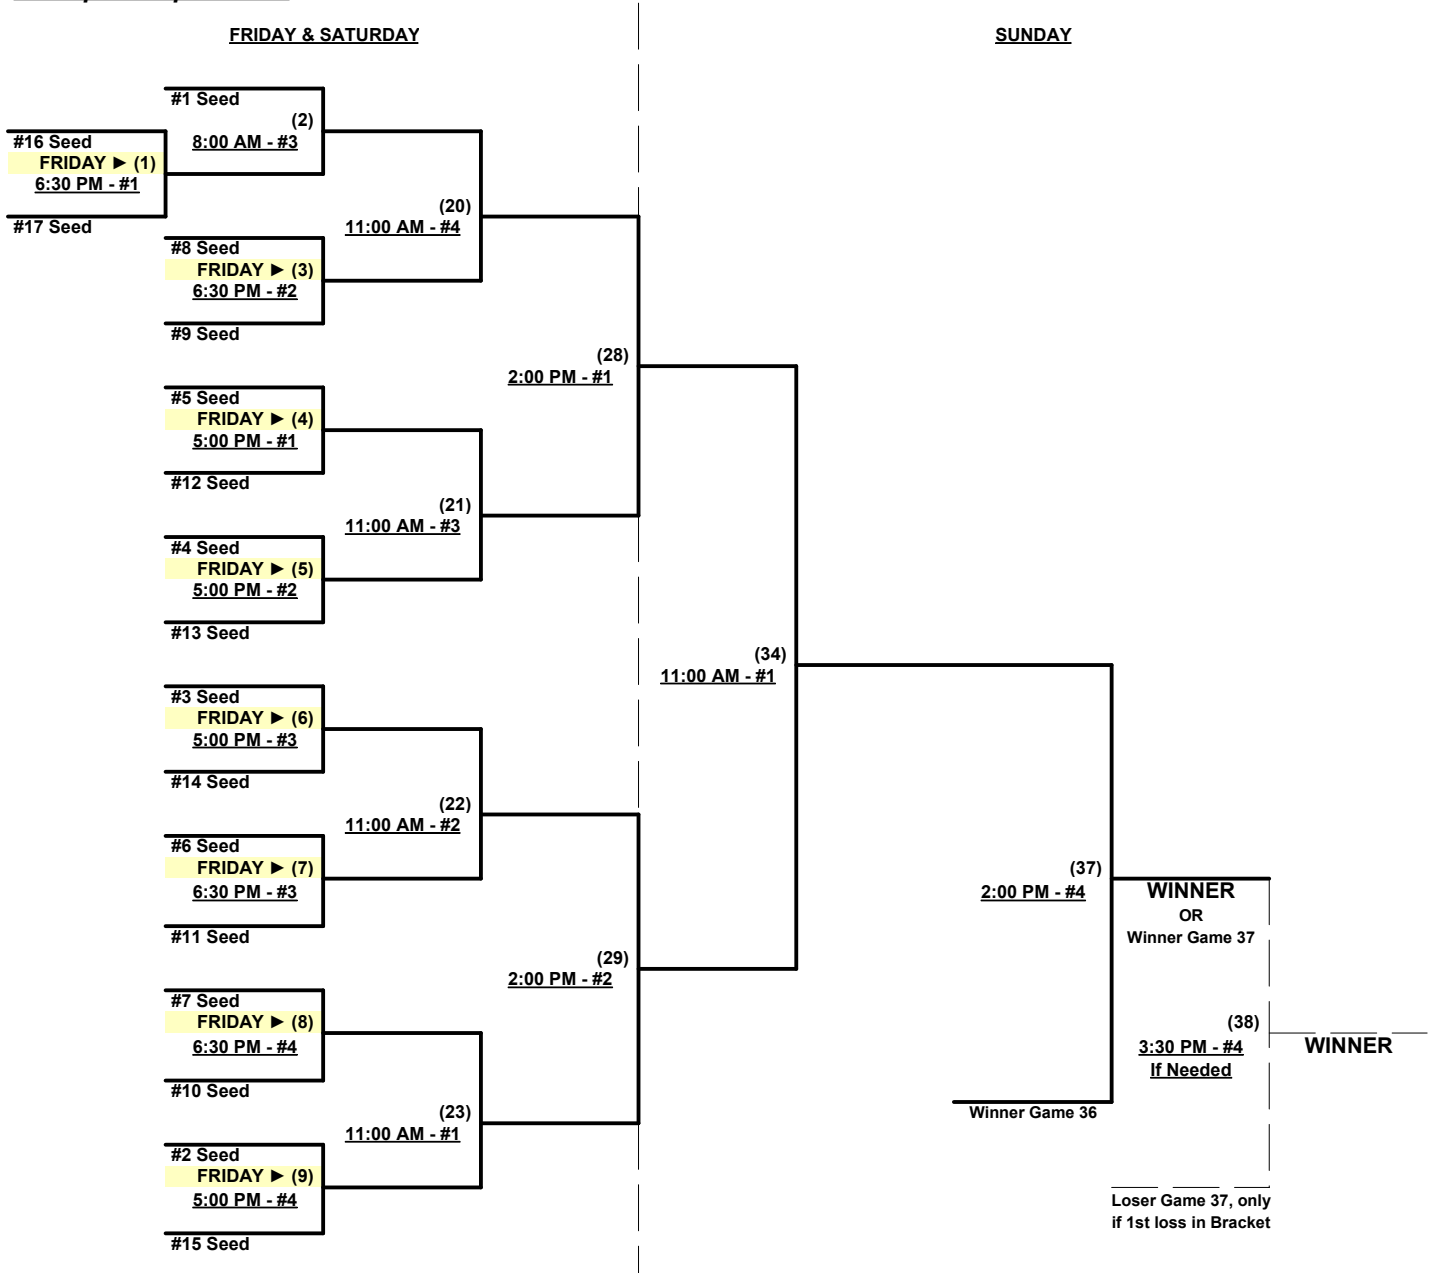 FRIDAY & SATURDAY
SUNDAY
#1 Seed
(2)
8:00 AM - #3
#16 Seed
FRIDAY ► (1)
6:30 PM - #1
#17 Seed
(20)
11:00 AM - #4
#8 Seed
FRIDAY ► (3)
6:30 PM - #2
#9 Seed
(28)
2:00 PM - #1
#5 Seed
FRIDAY ► (4)
5:00 PM - #1
#12 Seed
(21)
11:00 AM - #3
#4 Seed
FRIDAY ► (5)
5:00 PM - #2
#13 Seed
(34)
11:00 AM - #1
#3 Seed
FRIDAY ► (6)
5:00 PM - #3
#14 Seed
(22)
11:00 AM - #2
#6 Seed
FRIDAY ► (7)
6:30 PM - #3
#11 Seed
(37)
2:00 PM - #4
WINNER
OR
Winner Game 37
(29)
2:00 PM - #2
#7 Seed
FRIDAY ► (8)
6:30 PM - #4
#10 Seed
(38)
3:30 PM - #4
If Needed
WINNER
(23)
11:00 AM - #1
Winner Game 36
#2 Seed
FRIDAY ► (9)
5:00 PM - #4
#15 Seed
Loser Game 37, only
if 1st loss in Bracket